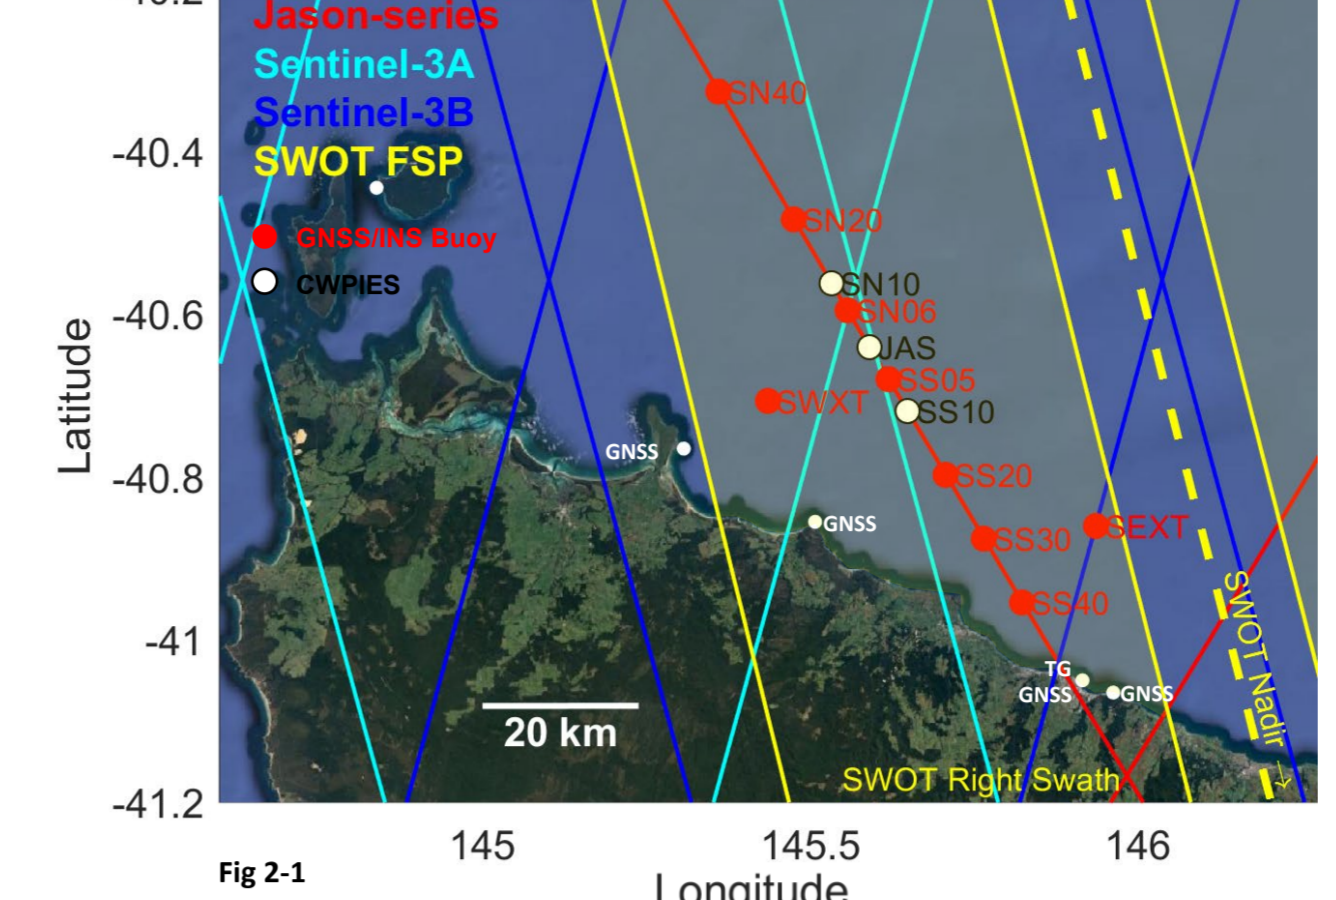 -40.2
Jason-series
Sentinel-3A
Sentinel-3B
SWOT FSP
GNSS/INS Buoy
CWPIES
SN40
SN20
SN10
SN06
JAS
SS05
SWXT
SS10
GNSS
SS20
GNSS
SEXT
SS30
SS40
TG
GNSS
GNSS
SWOT Nadir →
SWOT Right Swath
20 km
-40.4
-40.6
-40.8
-41
-41.2
Latitude
145
145.5
146
Longitude
Fig 2-1